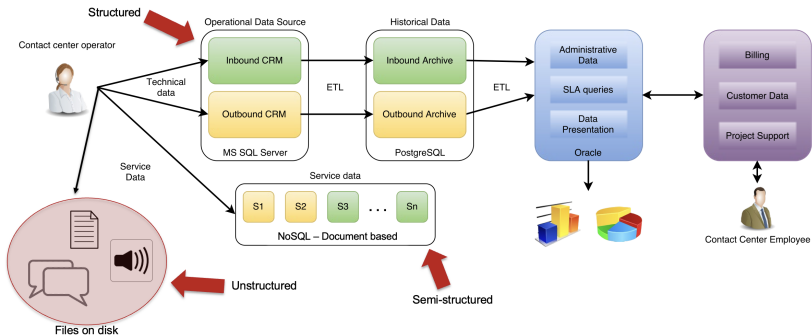 Structured
Operational Data Source
Historical Data
Contact center operator
Inbound CRM
Inbound Archive
Administrative
Data
Billing
Technical
data
ETL
ETL
SLA queries
Customer Data
Outbound CRM
Outbound Archive
Data
Presentation
Project Support
MS SQL Server
PostgreSQL
Oracle
Service
Data
Service data
S1
S2
S3
. . .
Sn
NoSQL – Document based
Contact Center Employee
Unstructured
Semi-structured
Files on disk